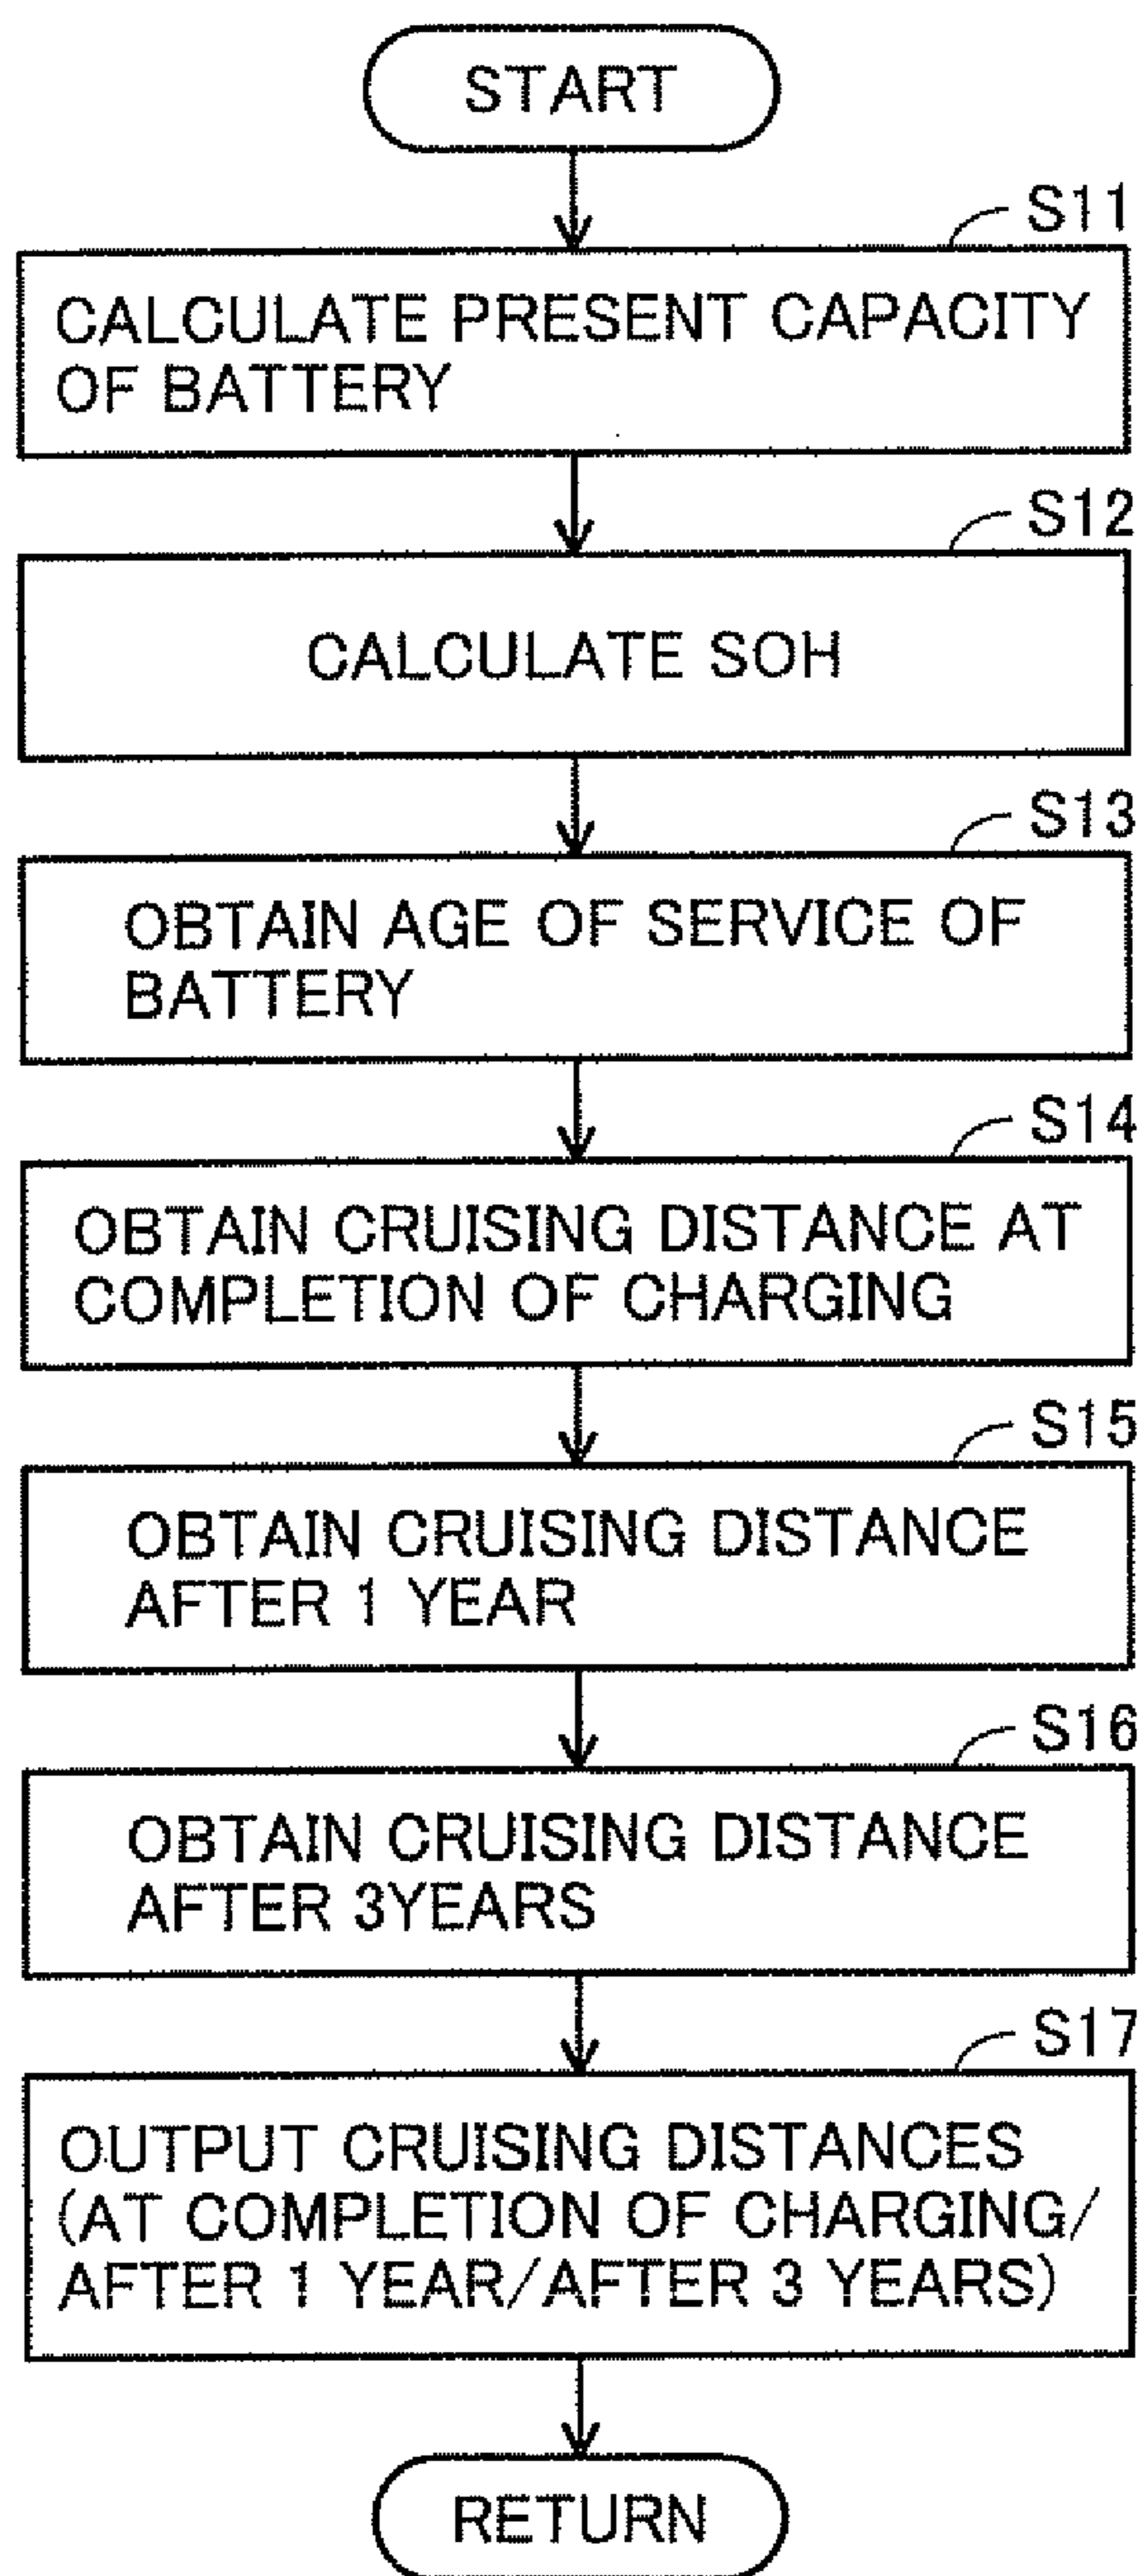 START
S11
CALCULATE PRESENT CAPACITY
OF BATTERY
S12
CALCULATE SOH
S13
OBTAIN AGE OF SERVICE OF
BATTERY
S14
OBTAIN CRUISING DISTANCE AT
COMPLETION OF CHARGING
S15
OBTAIN CRUISING DISTANCE
AFTER 1 YEAR
S16
OBTAIN CRUISING DISTANCE
AFTER 3YEARS
S17
OUTPUT CRUISING DISTANCES
(AT COMPLETION OF CHARGING/
AFTER 1 YEAR/AFTER 3 YEARS)
RETURN